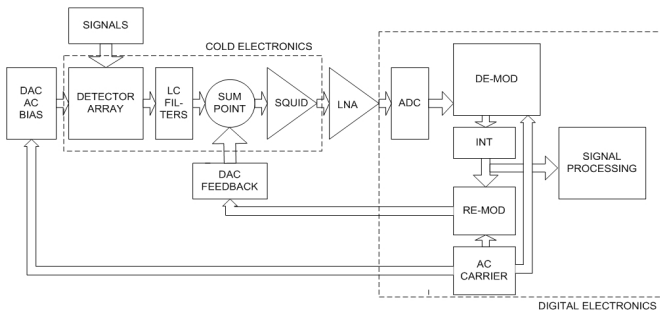 SIGNALS
COLD ELECTRONICS
DAC
AC
BIAS
DETECTOR
ARRAY
LC
FIL-
TERS
SUM
POINT
SQUID
LNA
ADC
DE-MOD
INT
SIGNAL
PROCESSING
DAC
FEEDBACK
RE-MOD
AC
CARRIER
DIGITAL ELECTRONICS